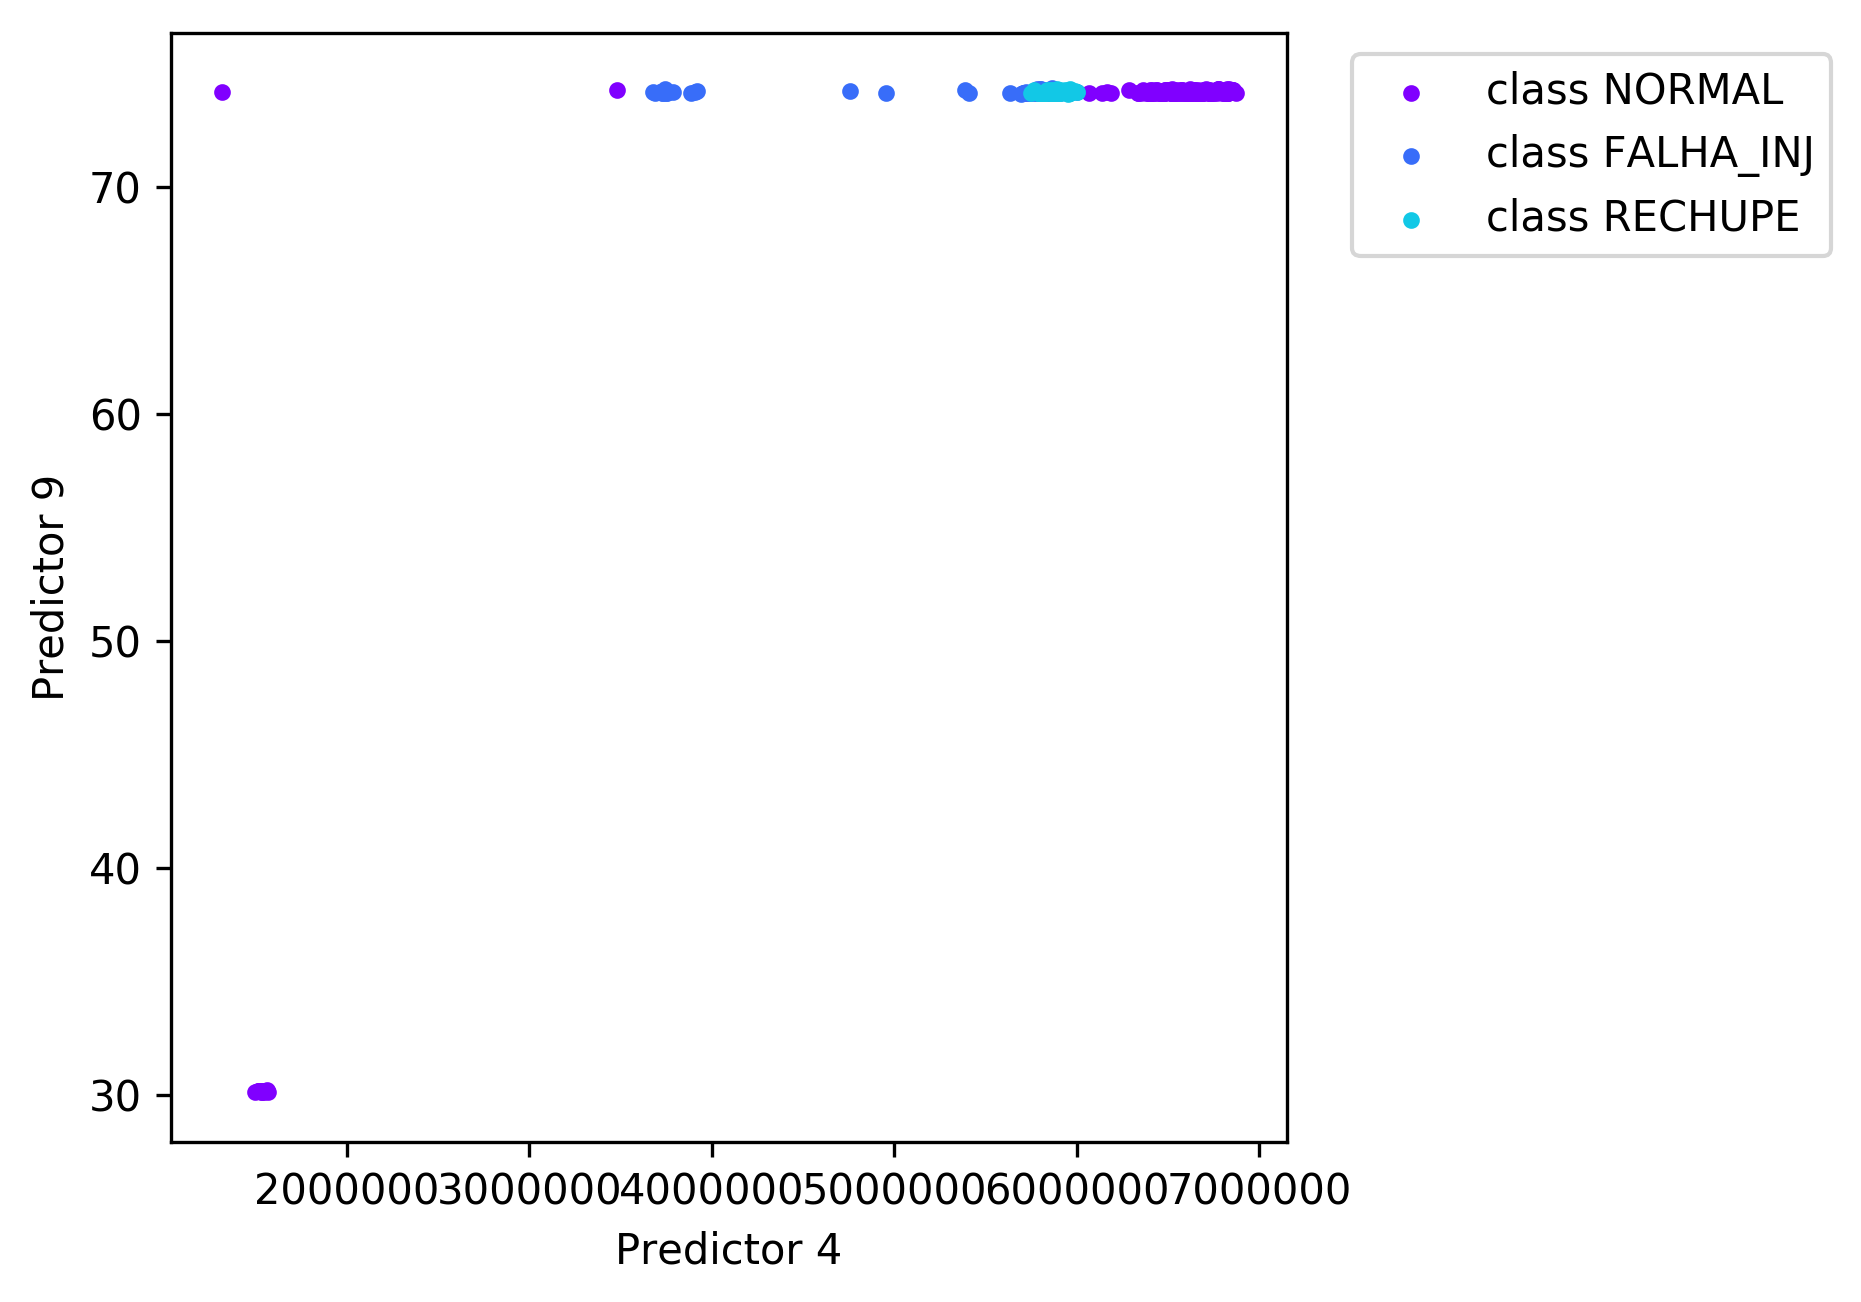 class NORMAL
class FALHA_INJ
class RECHUPE
70
60
50
40
30
Predictor 9
2000000 3000000 4000000 5000000 6000000 7000000
Predictor 4